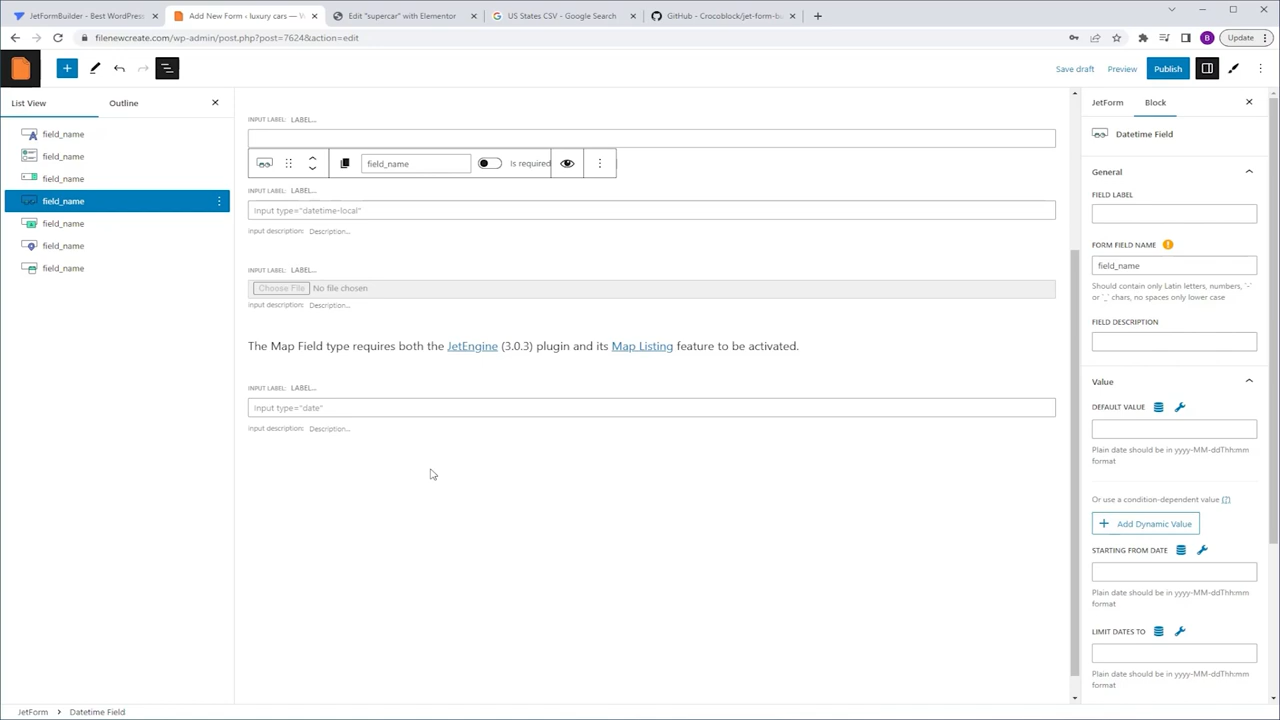 JetFormBuilder - Best WordPress
Add New Form ‹ luxury cars — W
Edit "supercar" with Elementor
US States CSV - Google Search
GitHub - Crocoblock/jet-form-bu
filenewcreate.com/wp-admin/post.php?post=7624&action=edit
B
Update
Save draft
Preview
Publish
List View
Outline
field_name
field_name
field_name
field_name
field_name
field_name
field_name
INPUT LABEL: LABEL...
field_name
Is required
INPUT LABEL: LABEL...
Input type="datetime-local"
Input description: Description...
INPUT LABEL: LABEL...
Choose File No file chosen
Input description: Description...
The Map Field type requires both the JetEngine (3.0.3) plugin and its Map Listing feature to be activated.
INPUT LABEL: LABEL...
Input type="date"
Input description: Description...
JetForm
Block
Datetime Field
General
FIELD LABEL
FORM FIELD NAME
field_name
Should contain only Latin letters, numbers, `-`
or `_` chars, no spaces only lower case
FIELD DESCRIPTION
Value
DEFAULT VALUE
Plain date should be in yyyy-MM-ddThh:mm
format
Or use a condition-dependent value [?]
Add Dynamic Value
STARTING FROM DATE
Plain date should be in yyyy-MM-ddThh:mm
format
LIMIT DATES TO
Plain date should be in yyyy-MM-ddThh:mm
format
JetForm > Datetime Field